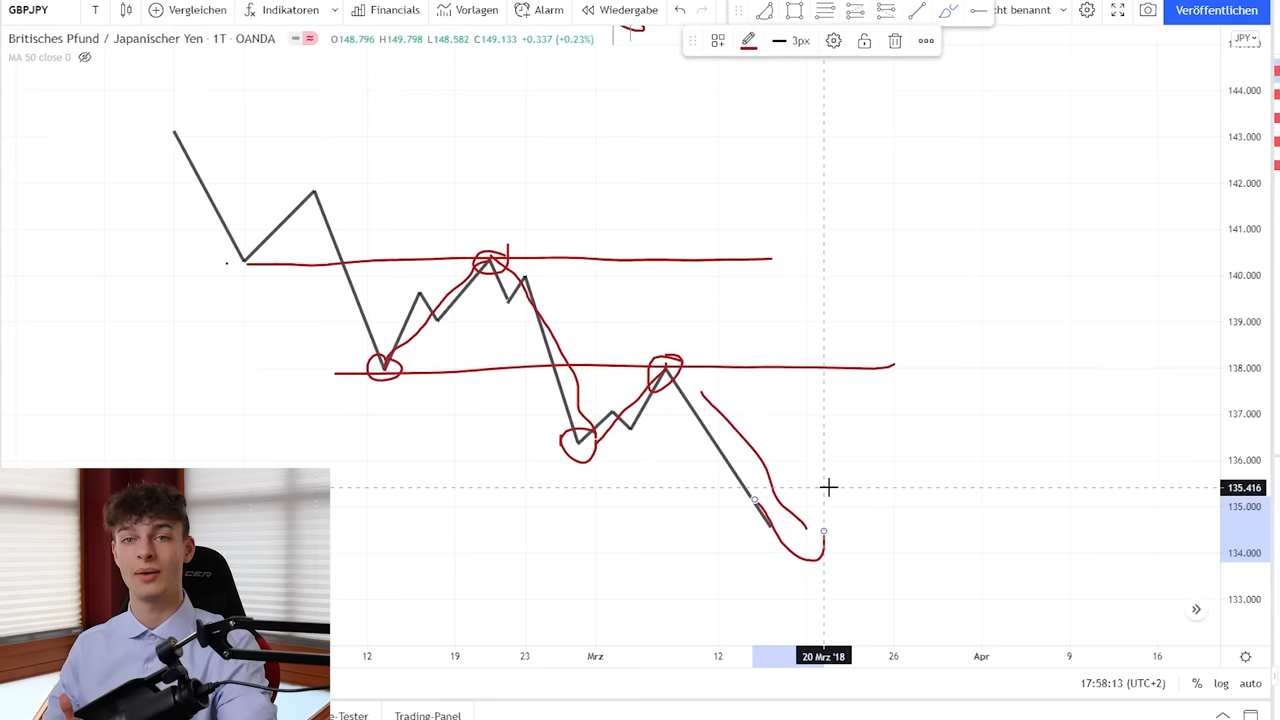 GBPJPY T Vergleichen Indikatoren Financials Vorlagen Alarm Wiedergabe cht benannt Veröffentlichen
3px
Britisches Pfund / Japanischer Yen · 1T · OANDA O148.796 H149.798 L148.582 C149.133 +0.337 (+0.23%) JPY
MA 50 close 0
144.000
143.000
142.000
141.000
140.000
139.000
138.000
137.000
136.000
135.416
135.000
134.000
133.000
12 19 23 Mrz 12 20 Mrz '18 26 Apr 9 16
17:58:13 (UTC+2) % log auto
e-Tester Trading-Panel